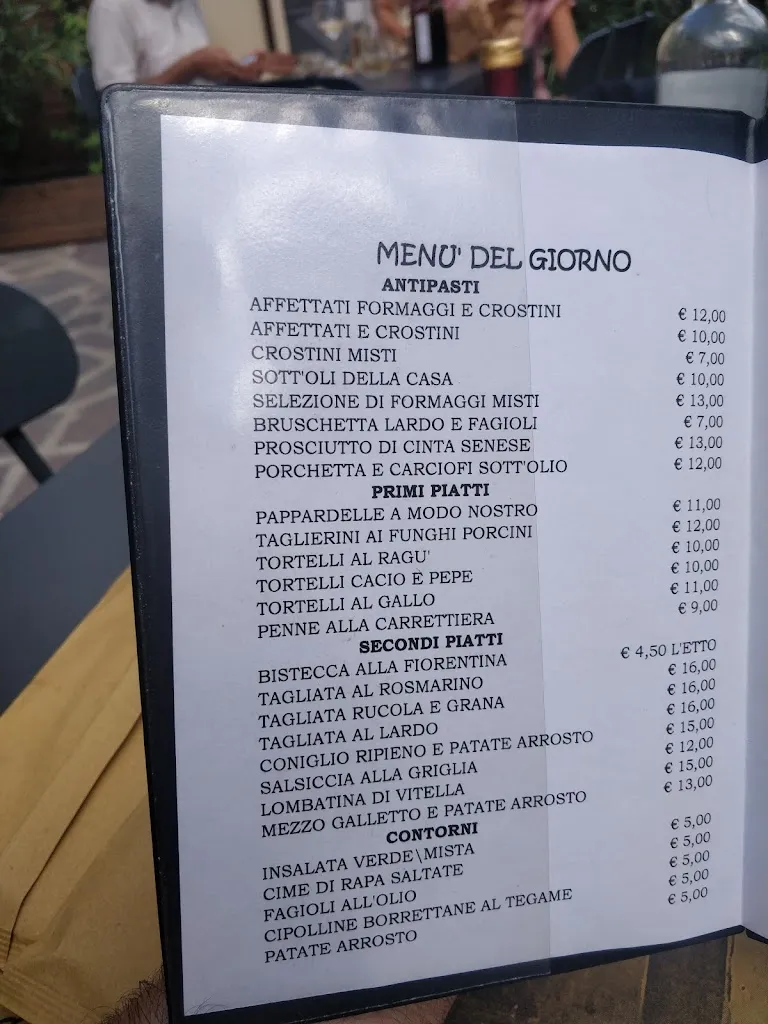 MENU' DEL GIORNO
ANTIPASTI
AFFETTATI FORMAGGI E CROSTINI € 12,00
AFFETTATI E CROSTINI € 10,00
CROSTINI MISTI € 7,00
SOTT'OLI DELLA CASA € 10,00
SELEZIONE DI FORMAGGI MISTI € 13,00
BRUSCHETTA LARDO E FAGIOLI € 7,00
PROSCIUTTO DI CINTA SENESE € 13,00
PORCHETTA E CARCIOFI SOTT'OLIO € 12,00
PRIMI PIATTI
PAPPARDELLE A MODO NOSTRO € 11,00
TAGLIERINI AI FUNGHI PORCINI € 12,00
TORTELLI AL RAGU' € 10,00
TORTELLI CACIO E PEPE € 10,00
TORTELLI AL GALLO € 11,00
PENNE ALLA CARRETTIERA € 9,00
SECONDI PIATTI
BISTECCA ALLA FIORENTINA € 4,50 L'ETTO
TAGLIATA AL ROSMARINO € 16,00
TAGLIATA RUCOLA E GRANA € 16,00
TAGLIATA AL LARDO € 16,00
CONIGLIO RIPIENO E PATATE ARROSTO € 15,00
SALSICCIA ALLA GRIGLIA € 12,00
LOMBATINA DI VITELLA € 15,00
MEZZO GALLETTO E PATATE ARROSTO € 13,00
CONTORNI
INSALATA VERDE\MISTA € 5,00
CIME DI RAPA SALTATE € 5,00
FAGIOLI ALL'OLIO € 5,00
CIPOLLINE BORRETTANE AL TEGAME € 5,00
PATATE ARROSTO € 5,00